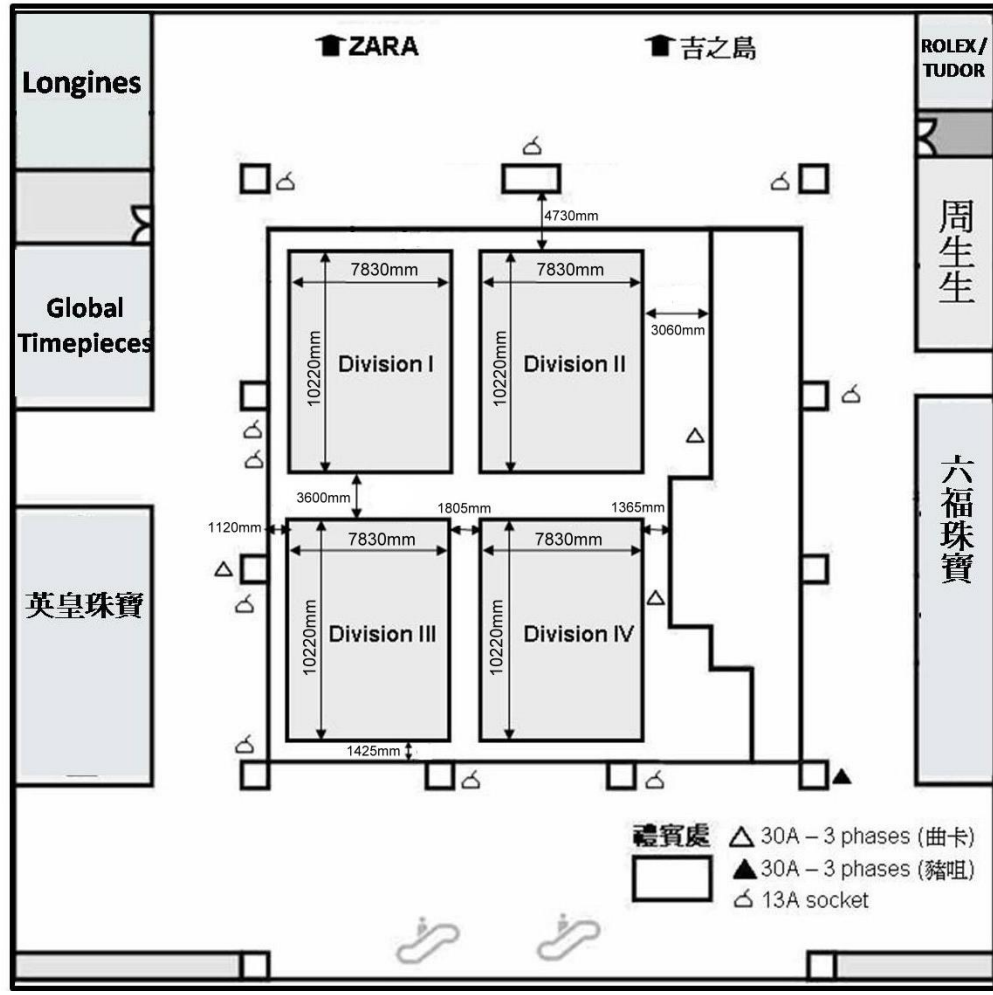 ZARA
吉之島
ROLEX/
TUDOR
Longines
4730mm
周生生
7830mm
7830mm
Global
Timepieces
3060mm
10220mm
Division I
10220mm
Division II
3600mm
1805mm
1365mm
1120mm
六福珠寶
7830mm
7830mm
英皇珠寶
10220mm
Division III
10220mm
Division IV
1425mm
禮賓處
30A – 3 phases (曲卡)
30A – 3 phases (豬咀)
13A socket